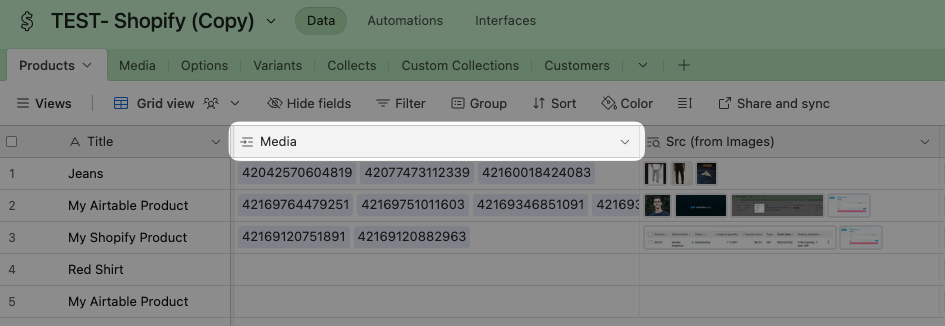 TEST- Shopify (Copy) Data Automations Interfaces
Products Media Options Variants Collects Custom Collections Customers
Views Grid view Hide fields Filter Group Sort Color Share and sync
Title Media Src (from Images)
1 Jeans 42042570604819 42077473112339 42160018424083
2 My Airtable Product 42169764479251 42169751011603 42169346851091 421693
3 My Shopify Product 42169120751891 42169120882963
4 Red Shirt
5 My Airtable Product